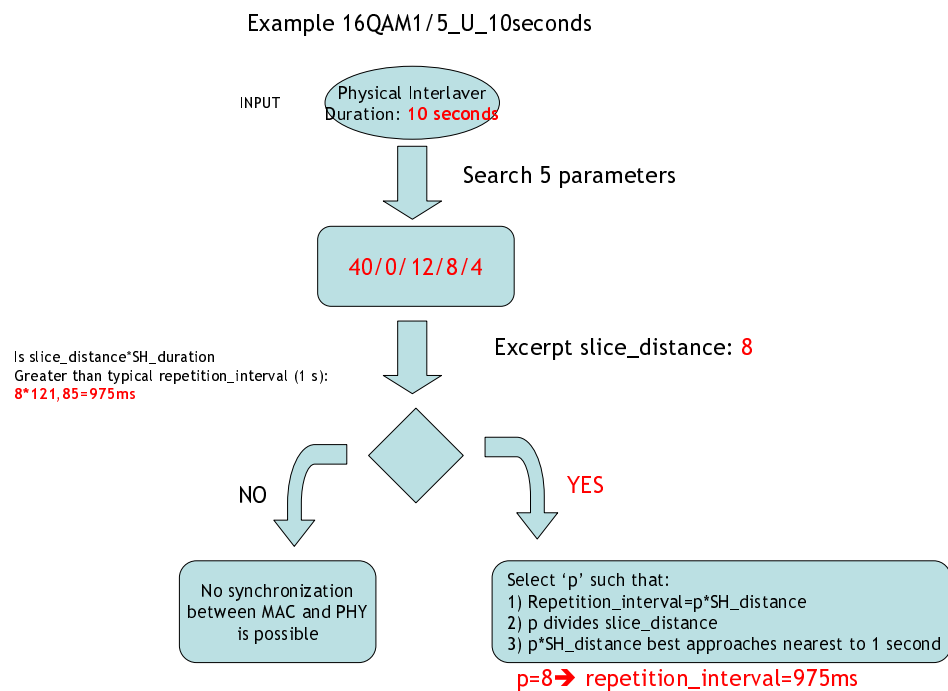 Example 16QAM1/5_U_10seconds
INPUT
Physical Interlaver
Duration: 10 seconds
Search 5 parameters
40/0/12/8/4
Excerpt slice_distance: 8
Is slice_distance*SH_duration
Greater than typical repetition_interval (1 s):
8*121,85=975ms
NO
YES
No synchronization
between MAC and PHY
is possible
Select ‘p’ such that:
1) Repetition_interval=p*SH_distance
2) p divides slice_distance
3) p*SH_distance best approaches nearest to 1 second
p=8➔ repetition_interval=975ms